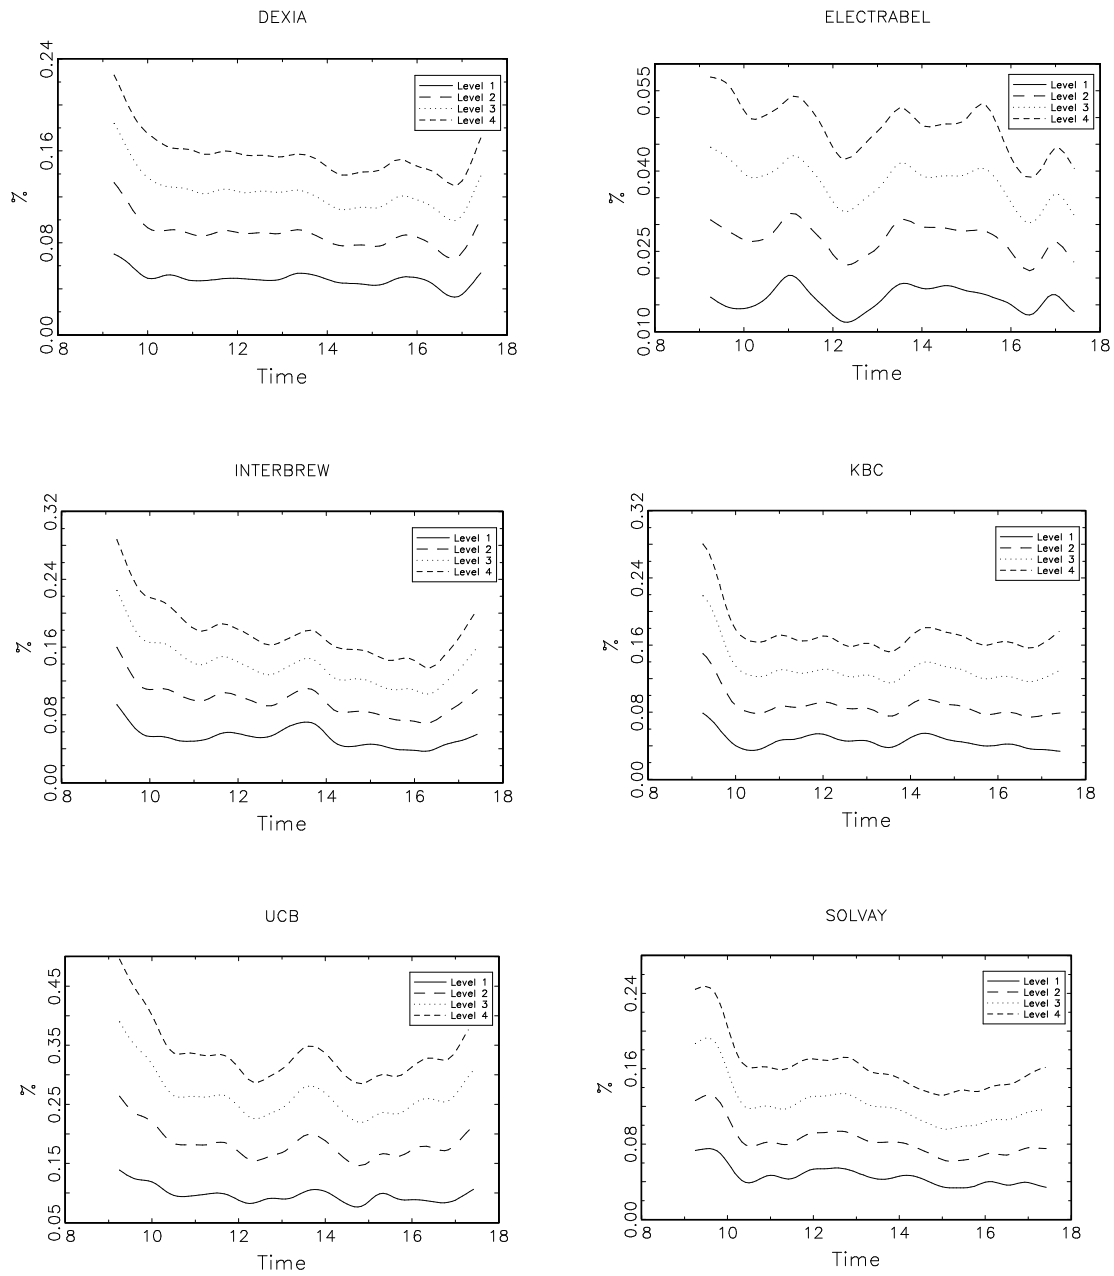 DEXIA
0.24
0.16
0.08
0.00
%
Level 1
Level 2
Level 3
Level 4
8 10 12 14 16 18
Time
ELECTRABEL
0.055
0.040
0.025
0.010
%
Level 1
Level 2
Level 3
Level 4
8 10 12 14 16 18
Time
INTERBREW
0.32
0.24
0.16
0.08
0.00
%
Level 1
Level 2
Level 3
Level 4
8 10 12 14 16 18
Time
KBC
0.32
0.24
0.16
0.08
0.00
%
Level 1
Level 2
Level 3
Level 4
8 10 12 14 16 18
Time
UCB
0.45
0.35
0.25
0.15
0.05
%
Level 1
Level 2
Level 3
Level 4
8 10 12 14 16 18
Time
SOLVAY
0.24
0.16
0.08
0.00
%
Level 1
Level 2
Level 3
Level 4
8 10 12 14 16 18
Time